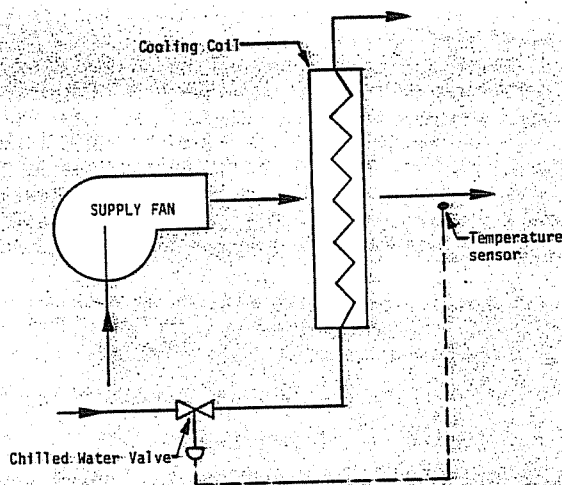 Cooling Coil
SUPPLY FAN
Temperature
sensor
Chilled Water Valve